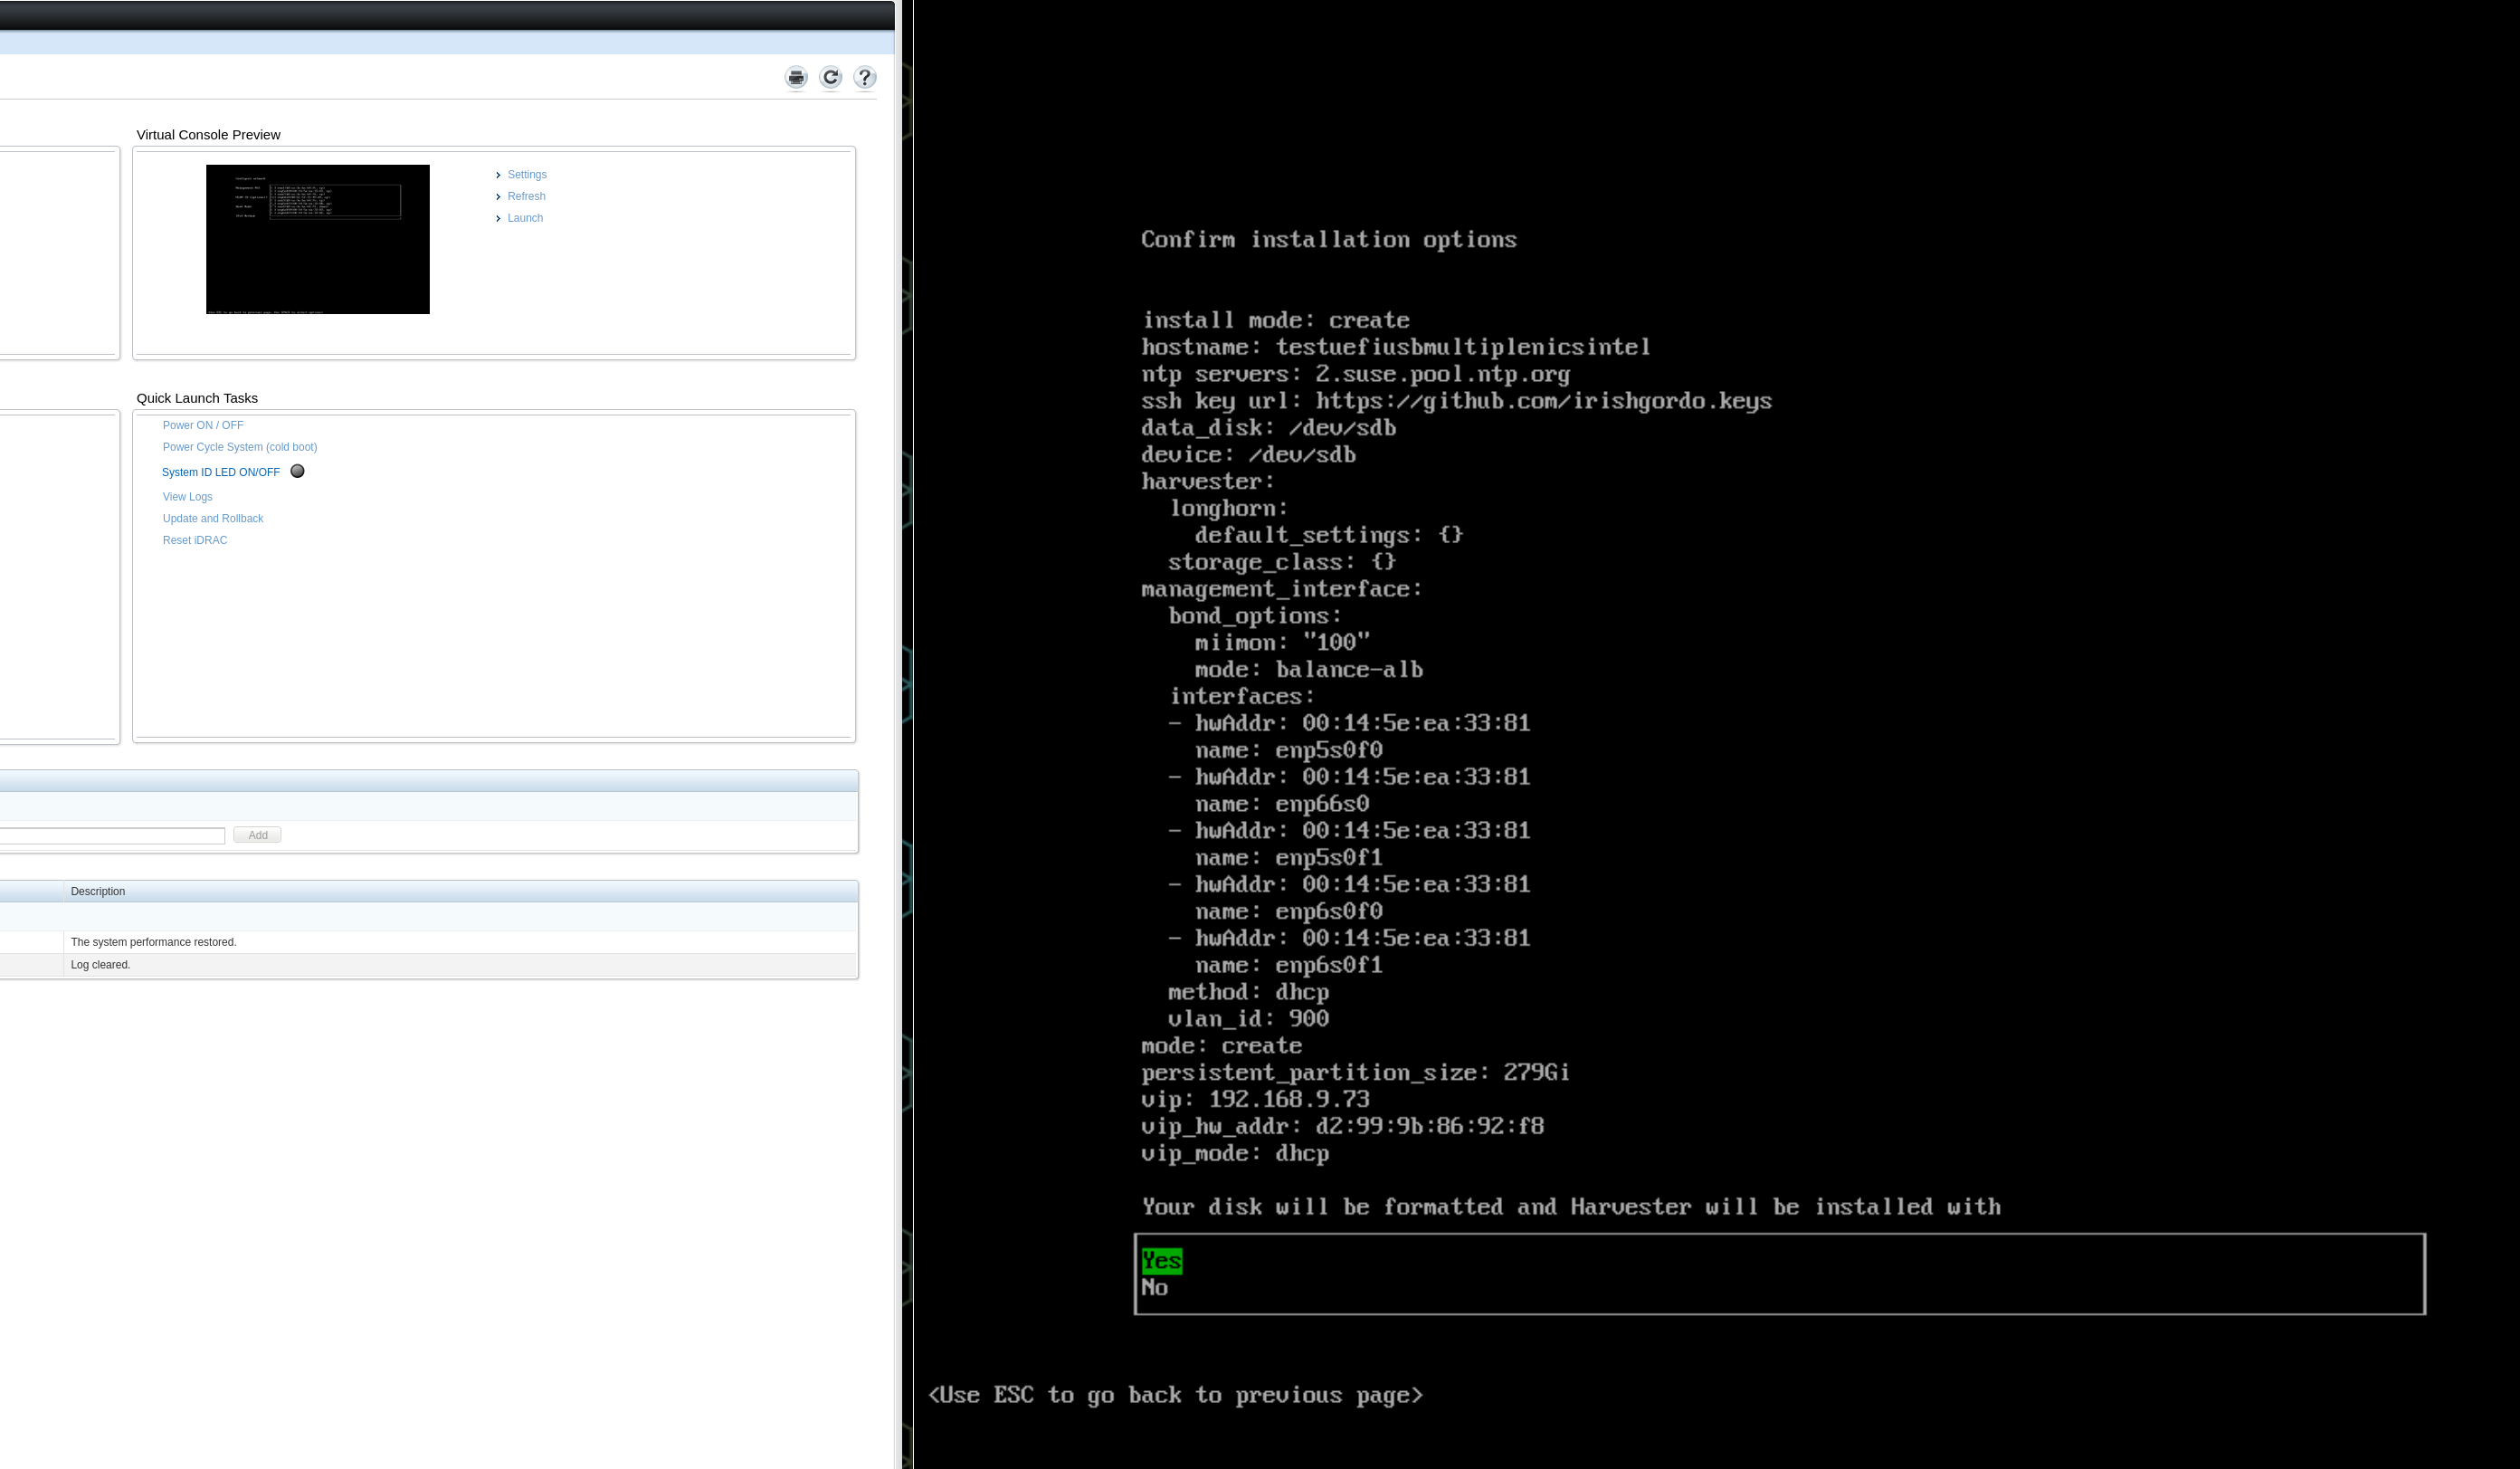 Virtual Console Preview
Settings
Refresh
Launch
Quick Launch Tasks
Power ON / OFF
Power Cycle System (cold boot)
System ID LED ON/OFF
View Logs
Update and Rollback
Reset iDRAC
Add
Description
The system performance restored.
Log cleared.
Confirm installation options
install mode: create
hostname: testuefiusbmultiplenicsintel
ntp servers: 2.suse.pool.ntp.org
ssh key url: https://github.com/irishgordo.keys
data_disk: /dev/sdb
device: /dev/sdb
harvester:
longhorn:
default_settings: {}
storage_class: {}
management_interface:
bond_options:
miimon: "100"
mode: balance-alb
interfaces:
- hwAddr: 00:14:5e:ea:33:81
name: enp5s0f0
- hwAddr: 00:14:5e:ea:33:81
name: enp66s0
- hwAddr: 00:14:5e:ea:33:81
name: enp5s0f1
- hwAddr: 00:14:5e:ea:33:81
name: enp6s0f0
- hwAddr: 00:14:5e:ea:33:81
name: enp6s0f1
method: dhcp
vlan_id: 900
mode: create
persistent_partition_size: 279Gi
vip: 192.168.9.73
vip_hw_addr: d2:99:9b:86:92:f8
vip_mode: dhcp
Your disk will be formatted and Harvester will be installed with
Yes
No
<Use ESC to go back to previous page>